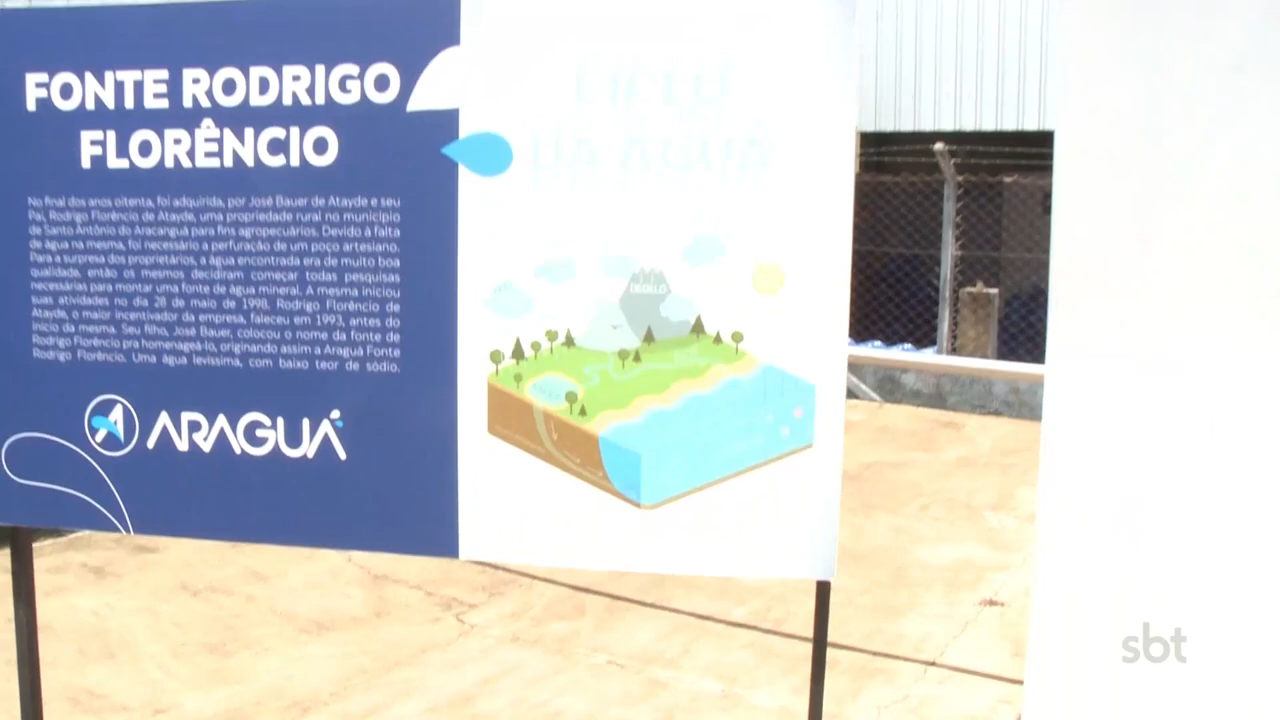 FONTE RODRIGO
FLORÊNCIO
No final dos anos oitenta, foi adquirida, por José Bauer de Atayde e seu
Pai, Rodrigo Florêncio de Atayde, uma propriedade rural no município
de Santo Antônio do Aracanguá para fins agropecuários. Devido à falta
de água na mesma, foi necessário a perfuração de um poço artesiano.
Para a surpresa dos proprietários, a água encontrada era de muito boa
qualidade, então os mesmos decidiram começar todas pesquisas
necessárias para montar uma fonte de água mineral. A mesma iniciou
suas atividades no dia 28 de maio de 1998, Rodrigo Florêncio de
Atayde, o maior incentivador da empresa, faleceu em 1993, antes do
início da mesma. Seu filho, José Bauer, colocou o nome da fonte de
Rodrigo Florêncio pra homenageá-lo, originando assim a Araguá Fonte
Rodrigo Florêncio. Uma água levíssima, com baixo teor de sódio.
ARAGUÁ
da água
sbt